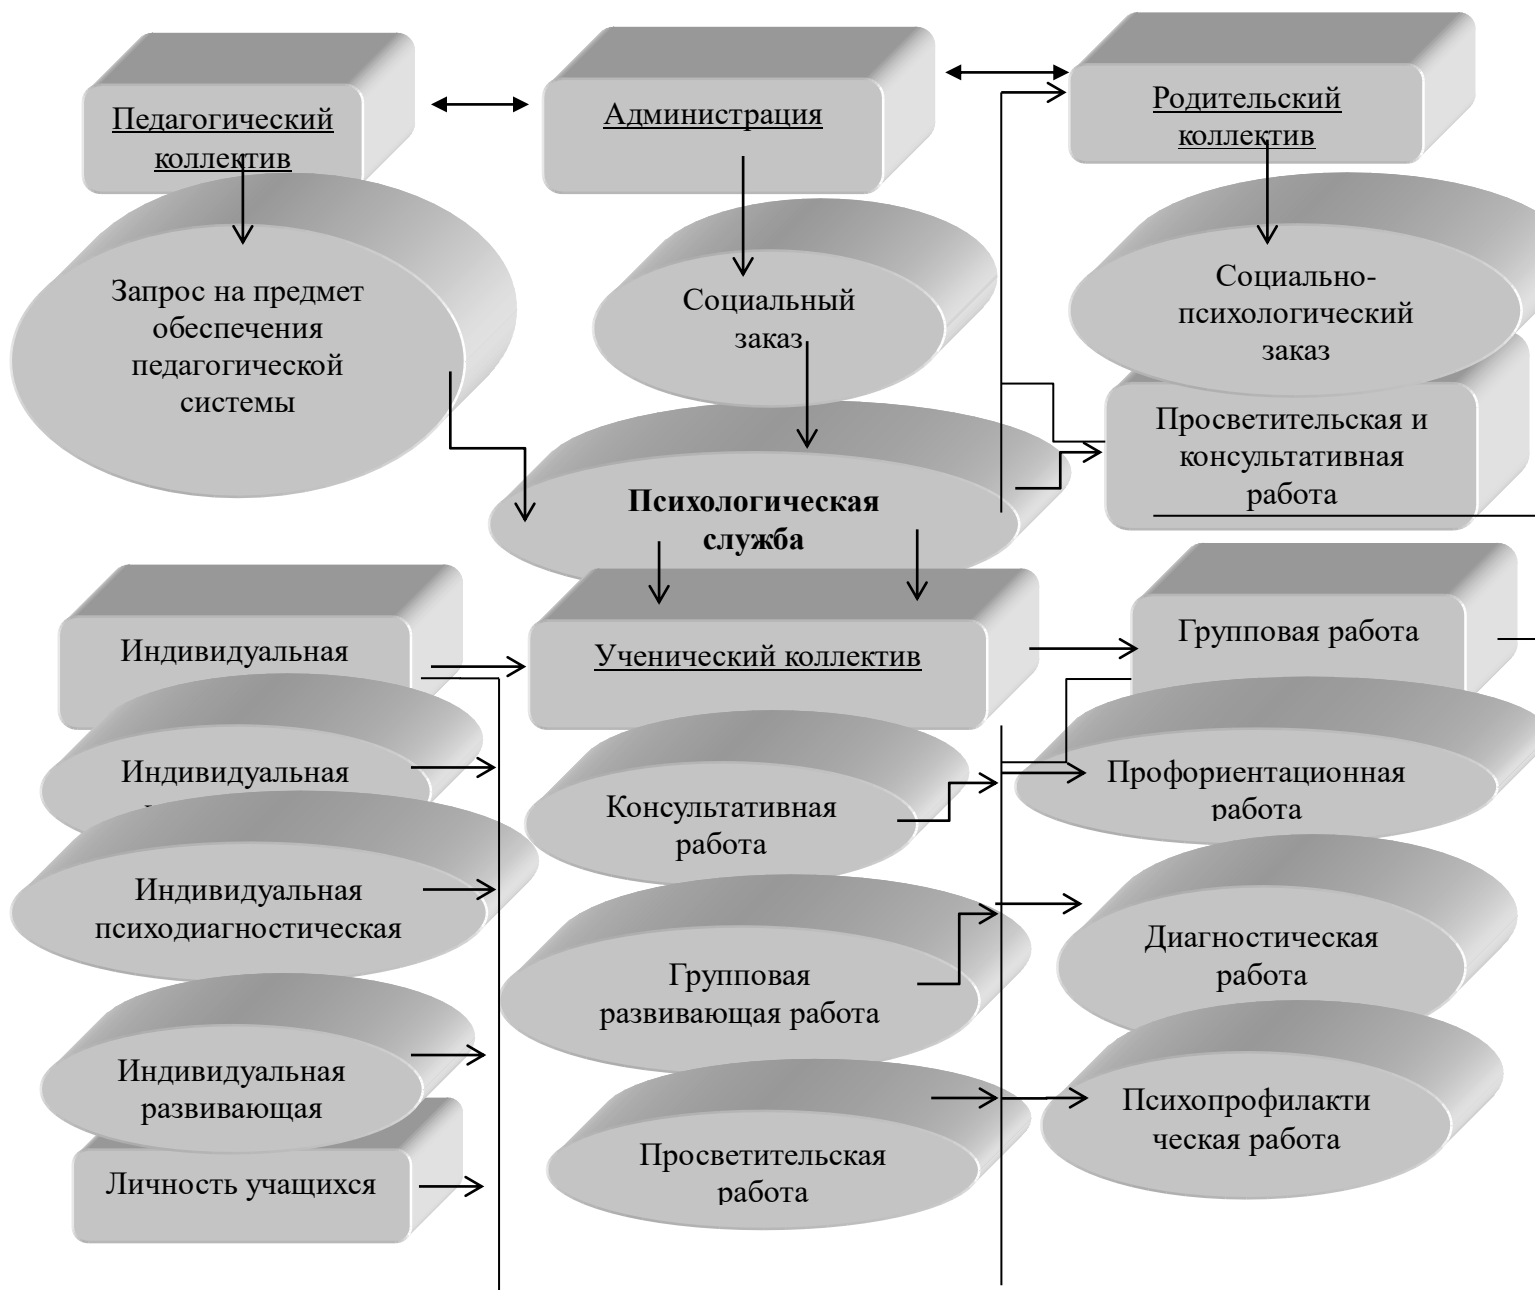 Педагогический
коллектив
Администрация
Родительский
коллектив
Запрос на предмет
обеспечения
педагогической
системы
Социальный
заказ
Социально-
психологический
заказ
Просветительская и
консультативная
работа
Психологическая
служба
Индивидуальная
Ученический коллектив
Групповая работа
Индивидуальная
Консультативная
работа
Профориентационная
работа
Индивидуальная
психодиагностическая
Групповая
развивающая работа
Диагностическая
работа
Индивидуальная
развивающая
Просветительская
работа
Психопрофилакти
ческая работа
Личность учащихся